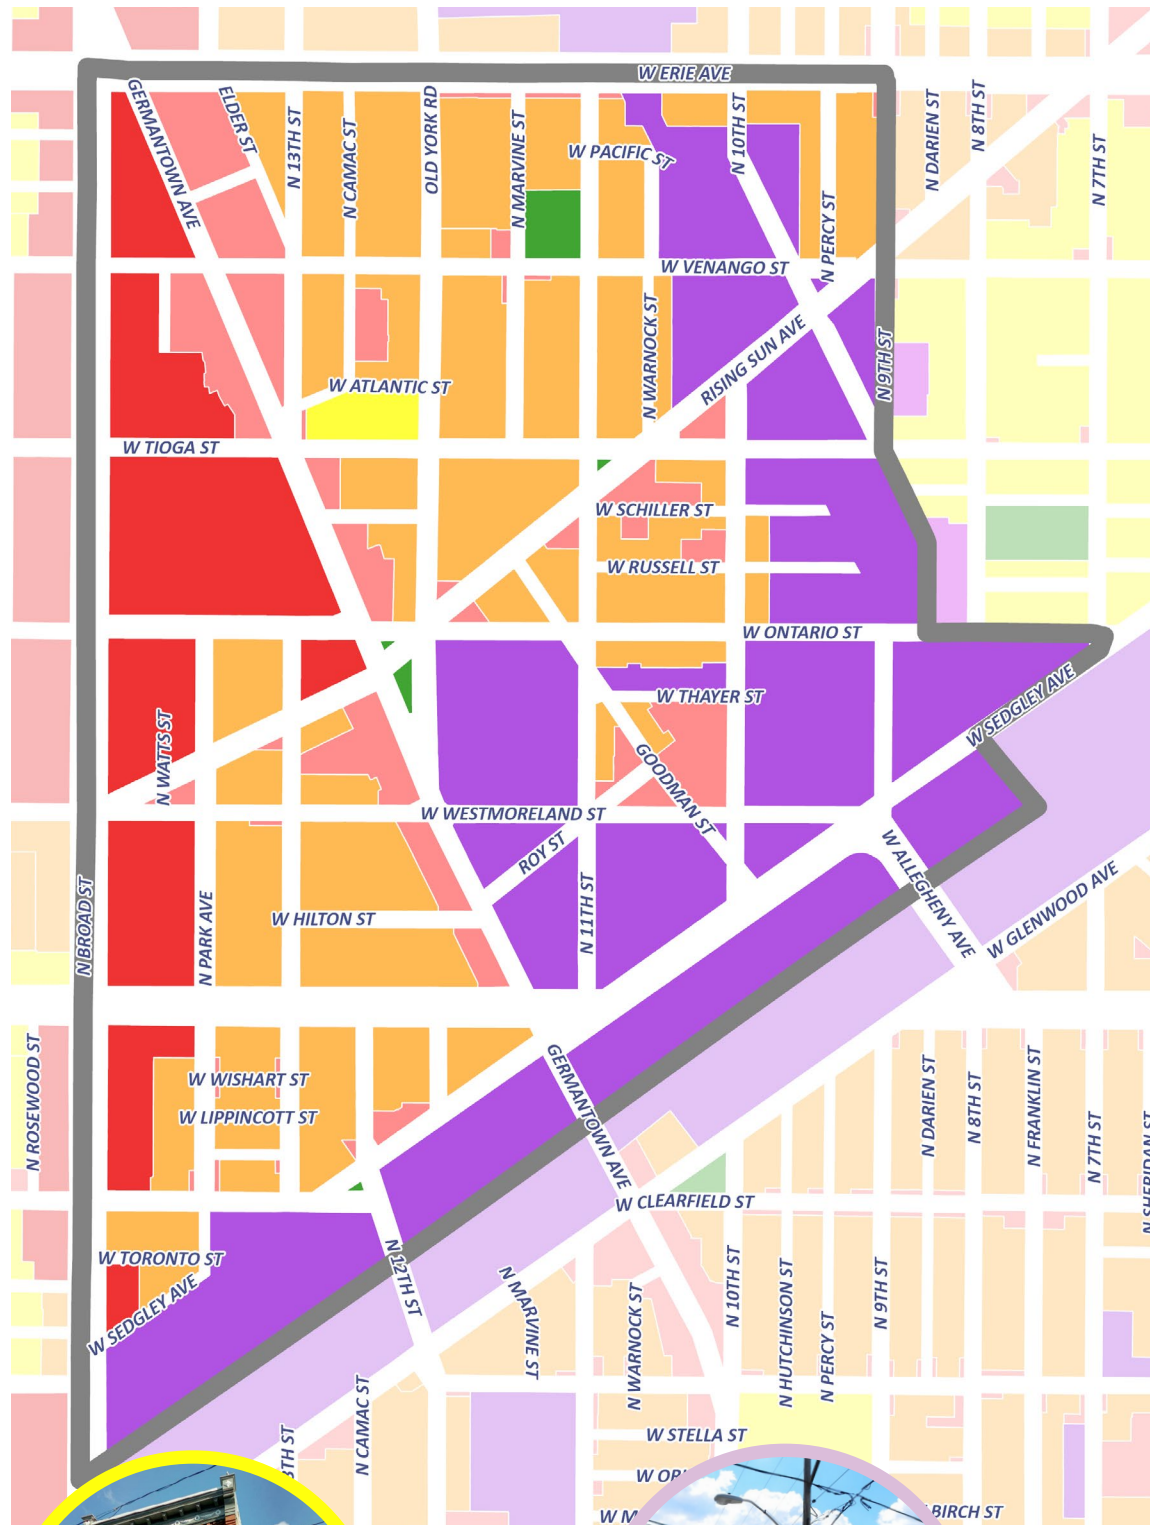 W ERIE AVE
GERMANTOWN AVE
ELDER ST
N 13TH ST
N CAMAC ST
OLD YORK RD
N MARVINE ST
W PACIFIC ST
N 10TH ST
N PERCY ST
N DARIEN ST
N 8TH ST
N 7TH ST
W VENANGO ST
N WARNOCK ST
RISING SUN AVE
N 9TH ST
W ATLANTIC ST
W TIOGA ST
W SCHILLER ST
W RUSSELL ST
W ONTARIO ST
W THAYER ST
W SEDGLEY AVE
N WATTS ST
GOODMAN ST
W WESTMORELAND ST
ROY ST
W ALLEGHENY AVE
N BROAD ST
N PARK AVE
W HILTON ST
N 11TH ST
W GLENWOOD AVE
N ROSEWOOD ST
W WISHART ST
W LIPPINCOTT ST
GERMANTOWN AVE
N DARIEN ST
N 8TH ST
N FRANKLIN ST
N 7TH ST
N SHERIDAN ST
W CLEARFIELD ST
W TORONTO ST
W SEDGLEY AVE
N 12TH ST
N MARVINE ST
N WARNOCK ST
N 10TH ST
N HUTCHINSON ST
N PERCY ST
N 9TH ST
N CAMAC ST
3TH ST
W STELLA ST
W OR
W M
BIRCH ST